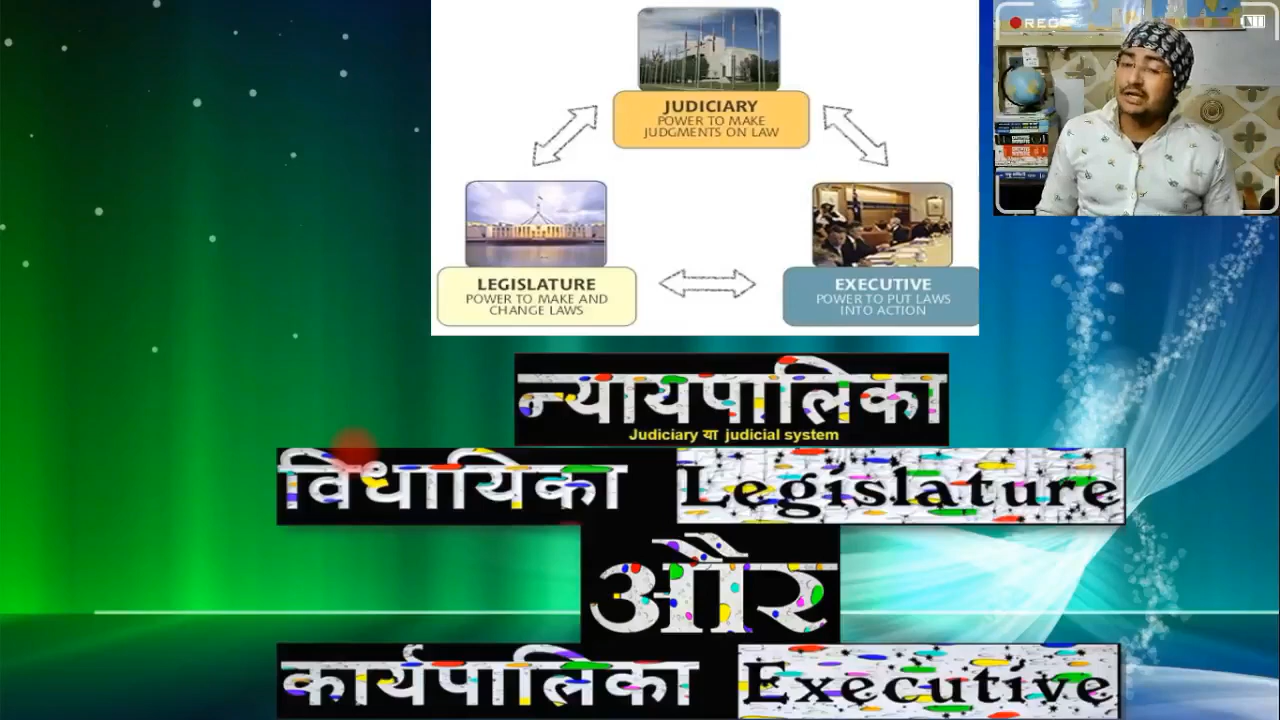 REC
JUDICIARY
POWER TO MAKE
JUDGMENTS ON LAW
LEGISLATURE
POWER TO MAKE AND
CHANGE LAWS
EXECUTIVE
POWER TO PUT LAWS
INTO ACTION
न्यायपालिका
Judiciary या judicial system
विधायिका Legislature
और
कार्यपालिका Executive